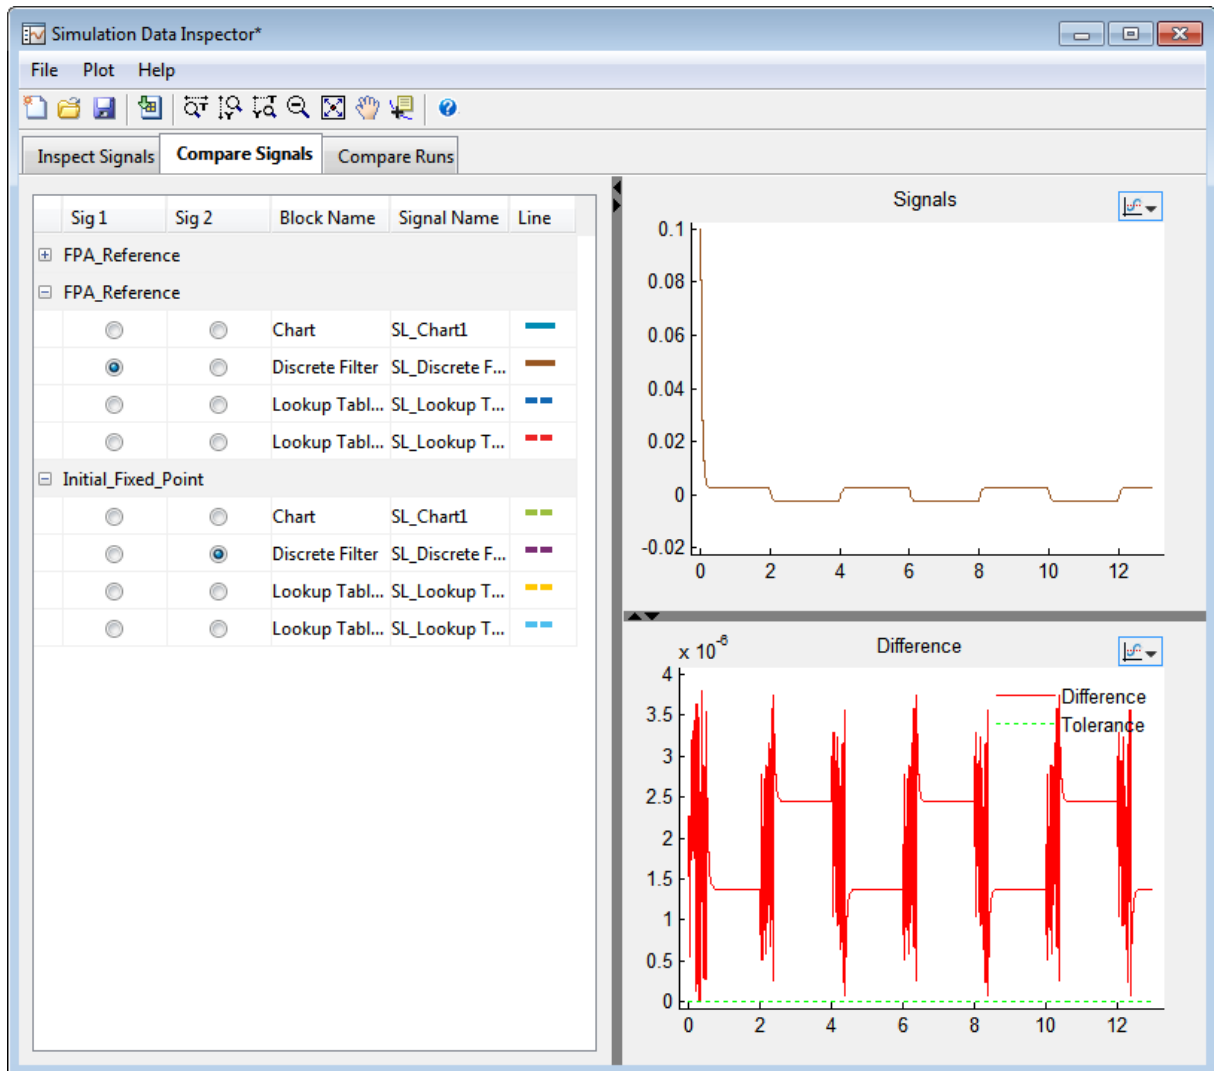 Simulation Data Inspector*
File Plot Help
Inspect Signals Compare Signals Compare Runs
Sig 1 Sig 2 Block Name Signal Name Line
FPA_Reference
FPA_Reference
Chart SL_Chart1
Discrete Filter SL_Discrete F...
Lookup Tabl... SL_Lookup T...
Lookup Tabl... SL_Lookup T...
Initial_Fixed_Point
Chart SL_Chart1
Discrete Filter SL_Discrete F...
Lookup Tabl... SL_Lookup T...
Lookup Tabl... SL_Lookup T...
Signals
0.1
0.08
0.06
0.04
0.02
0
-0.02
0 2 4 6 8 10 12
Difference
x 10⁻⁶
4
3.5
3
2.5
2
1.5
1
0.5
0
0 2 4 6 8 10 12
Difference
Tolerance